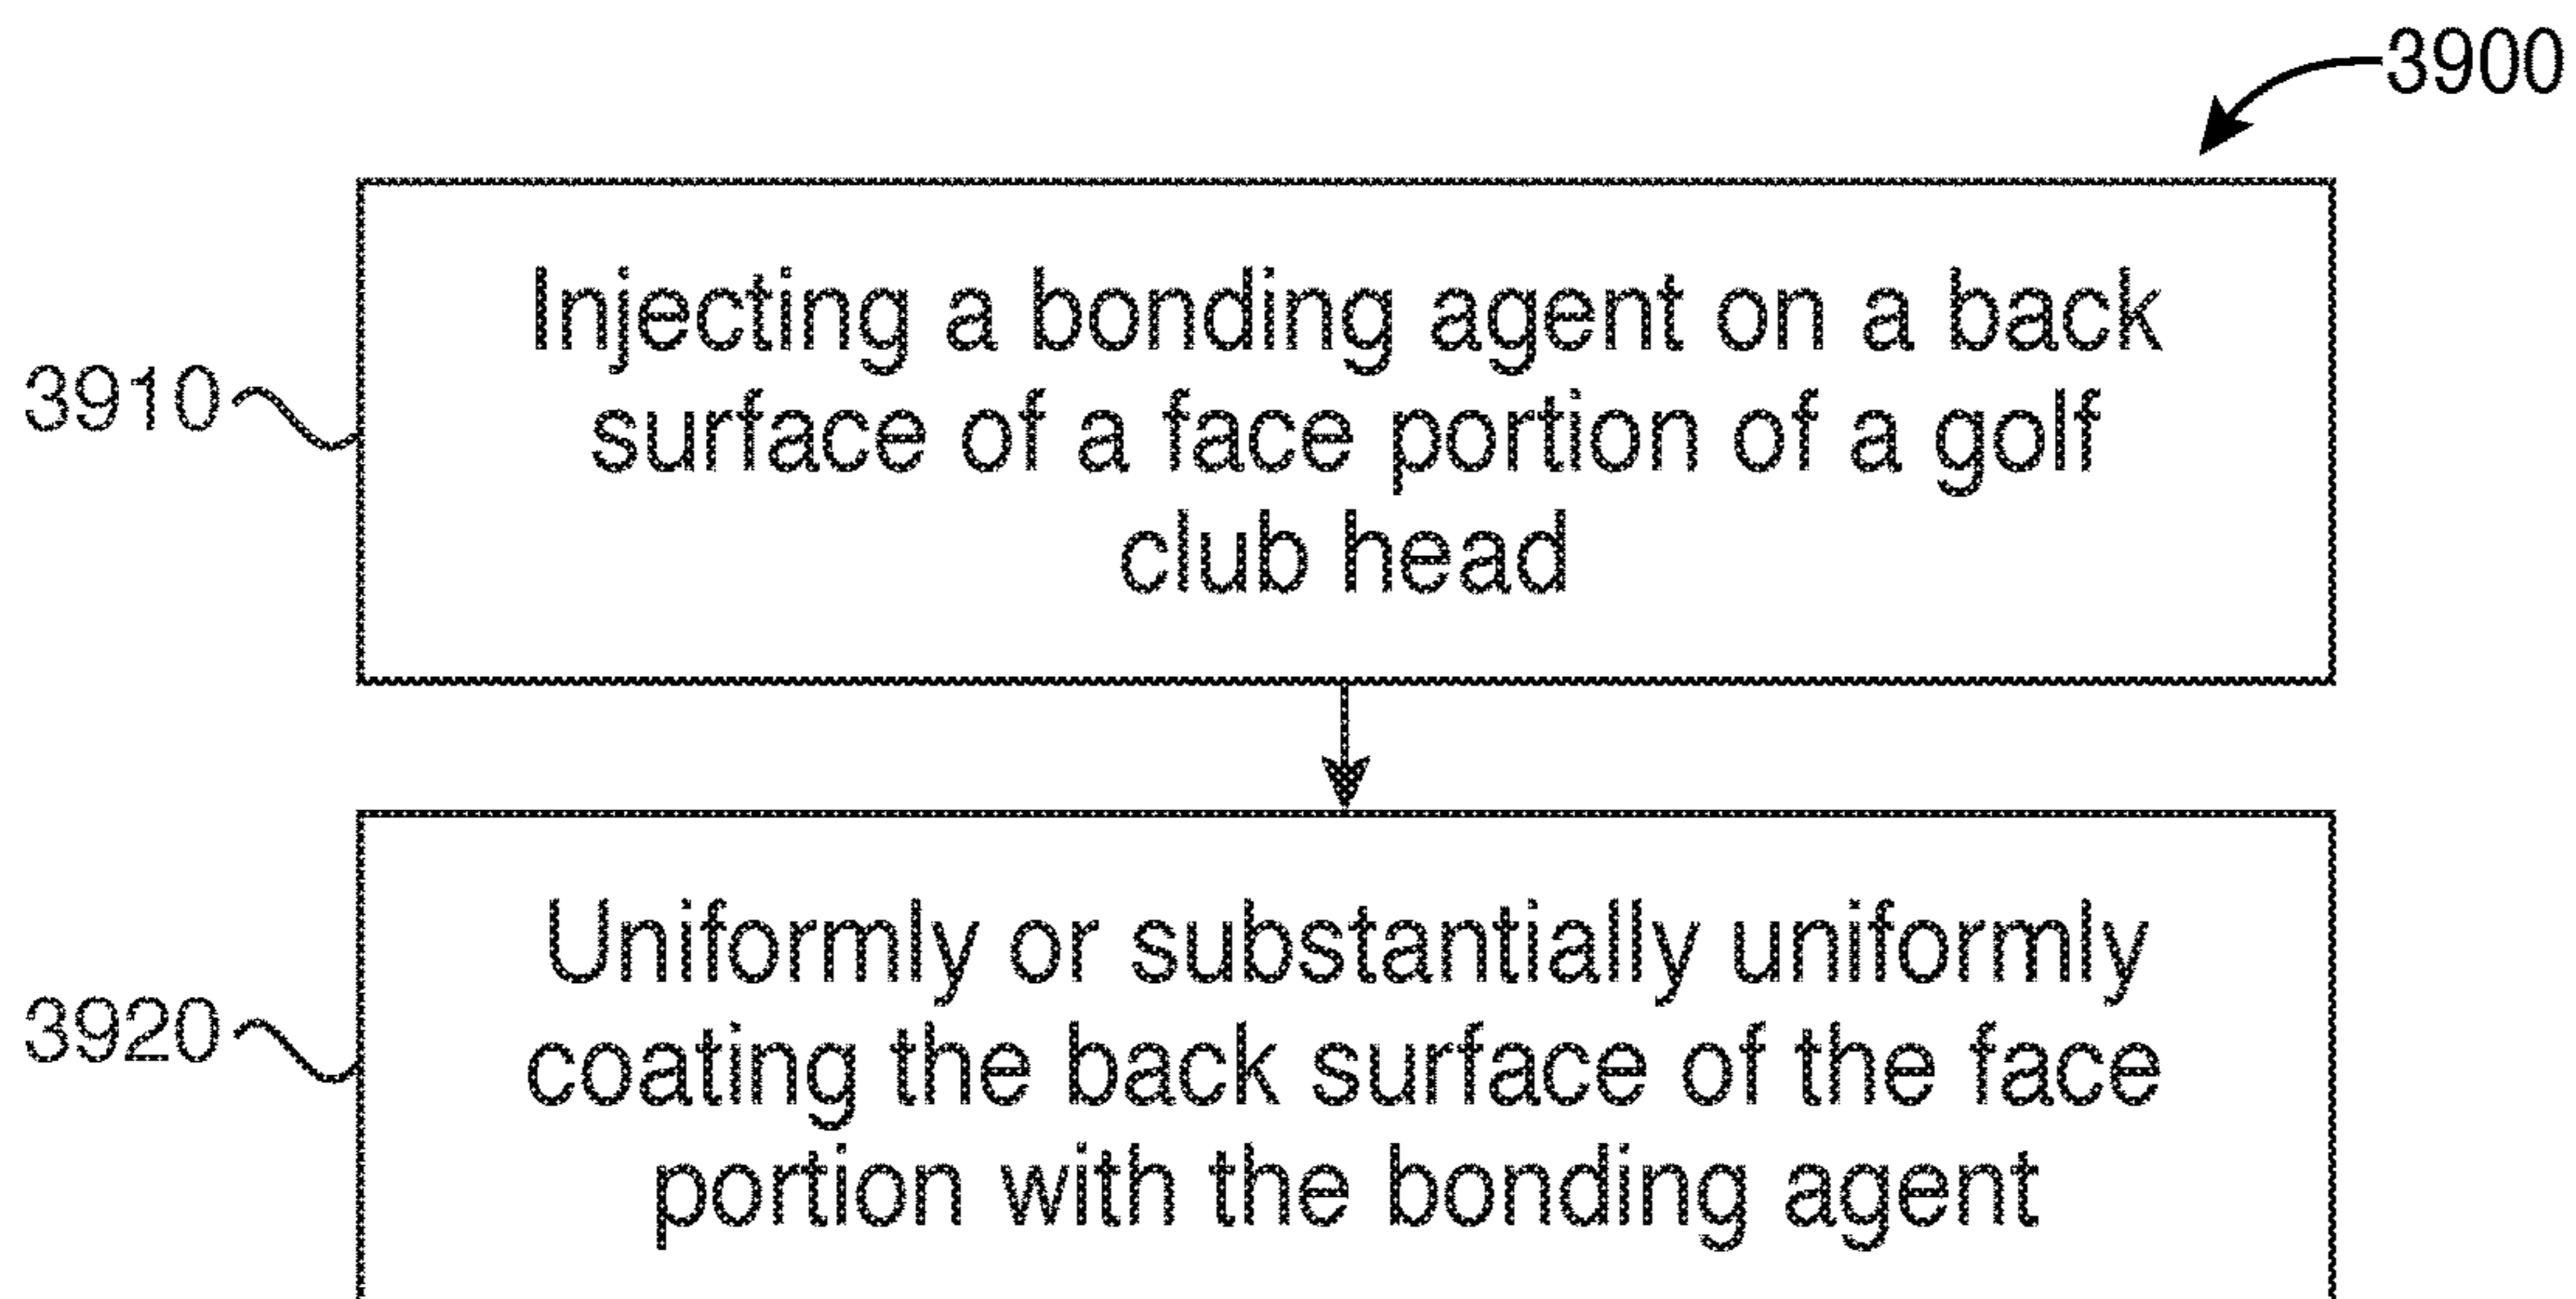 3900
Injecting a bonding agent on a back
surface of a face portion of a golf
club head
3910
Uniformly or substantially uniformly
coating the back surface of the face
portion with the bonding agent
3920